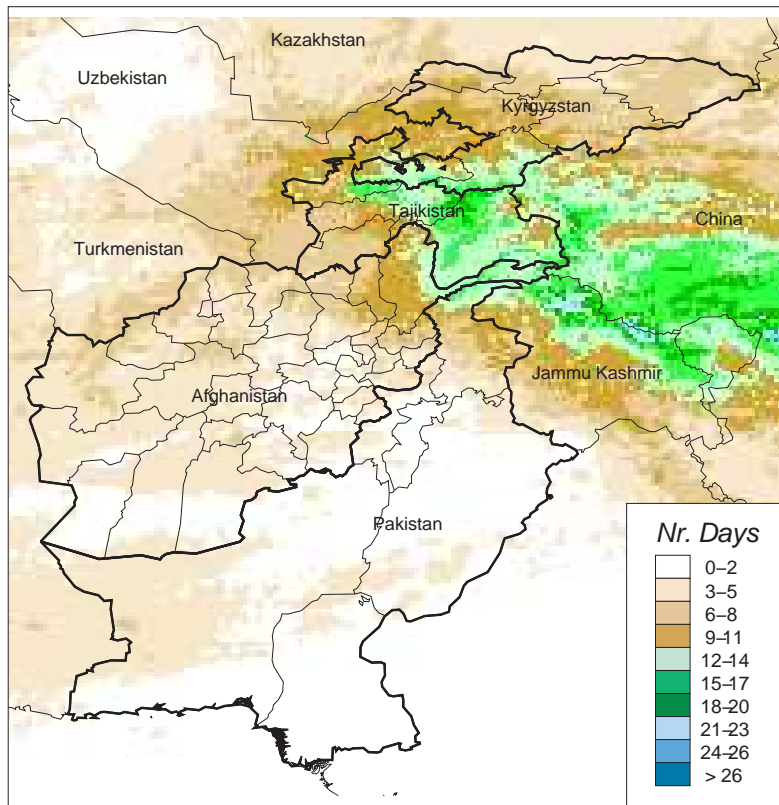 Kazakhstan
Uzbekistan
Kyrgyzstan
Tajikistan
China
Turkmenistan
Jammu Kashmir
Afghanistan
Pakistan
Nr. Days
0–2
3–5
6–8
9–11
12–14
15–17
18–20
21–23
24–26
> 26